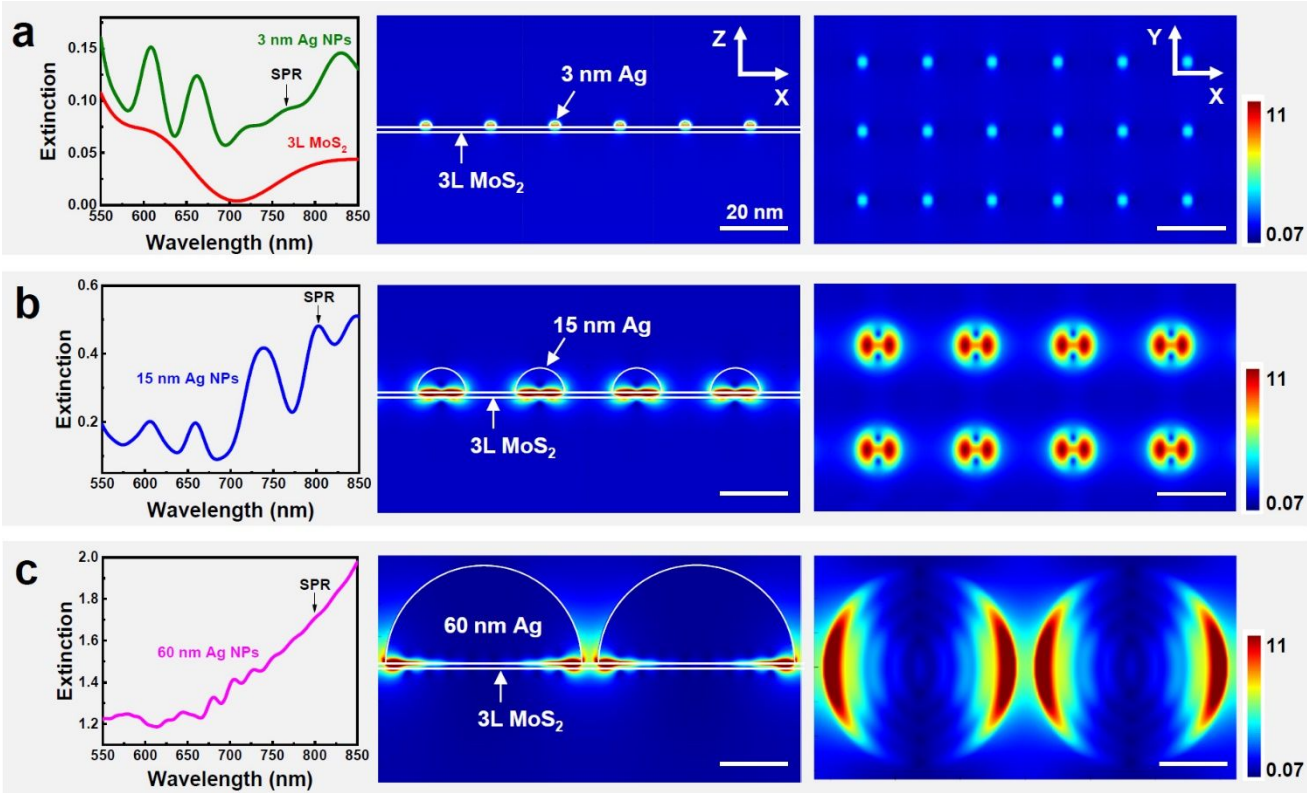 a
0.15
0.10
0.05
0.00
Extinction
3 nm Ag NPs
SPR
3L MoS₂
550 600 650 700 750 800 850
Wavelength (nm)
3 nm Ag
3L MoS₂
Z
X
20 nm
Y
X
11
0.07
b
0.6
0.4
0.2
Extinction
SPR
15 nm Ag NPs
550 600 650 700 750 800 850
Wavelength (nm)
15 nm Ag
3L MoS₂
11
0.07
c
2.0
1.8
1.6
1.4
1.2
Extinction
SPR
60 nm Ag NPs
550 600 650 700 750 800 850
Wavelength (nm)
60 nm Ag
3L MoS₂
11
0.07